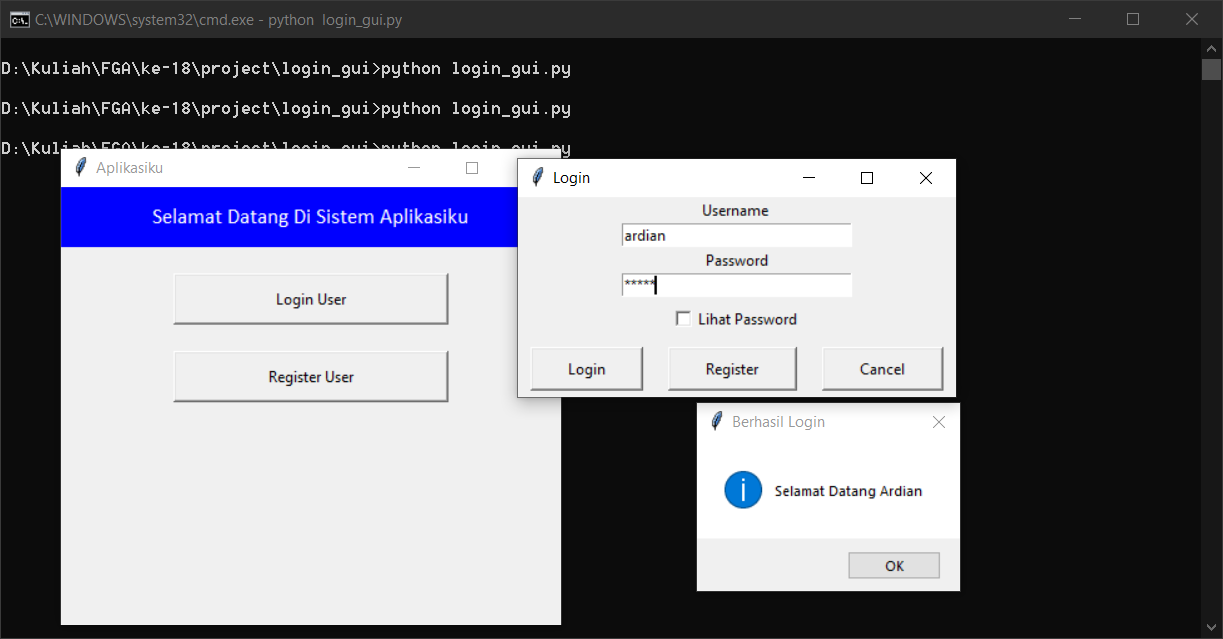 C:\WINDOWS\system32\cmd.exe - python  login_gui.py
D:\Kuliah\FGA\ke-18\project\login_gui>python login_gui.py
D:\Kuliah\FGA\ke-18\project\login_gui>python login_gui.py
D:\Kuliah\FGA\ke-18\project\login_gui>python login_gui.py
Aplikasiku
Selamat Datang Di Sistem Aplikasiku
Login User
Register User
Login
Username
ardian
Password
*****
Lihat Password
Login
Register
Cancel
Berhasil Login
Selamat Datang Ardian
OK